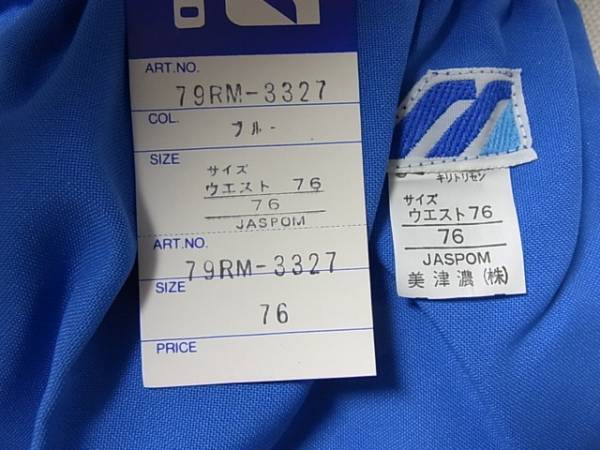 ART.NO.
79RM-3327
COL.
ブルー
SIZE
サイズ
ウエスト 76
76
JASPOM
ART.NO.
79RM-3327
SIZE
76
PRICE
キリトリセン
サイズ
ウエスト76
76
JASPOM
美津濃(株)